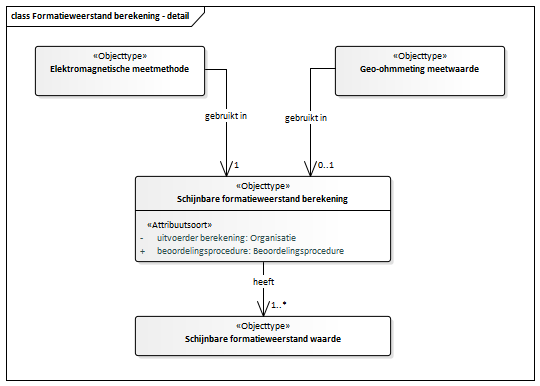 class Formatieweerstand berekening - detail
«Objecttype»
Elektromagnetische meetmethode
«Objecttype»
Geo-ohmmeting meetwaarde
gebruikt in
gebruikt in
/1
/0..1
«Objecttype»
Schijnbare formatieweerstand berekening
«Attribuutsoort»
- uitvoerder berekening: Organisatie
+ beoordelingsprocedure: Beoordelingsprocedure
heeft
/1..*
«Objecttype»
Schijnbare formatieweerstand waarde